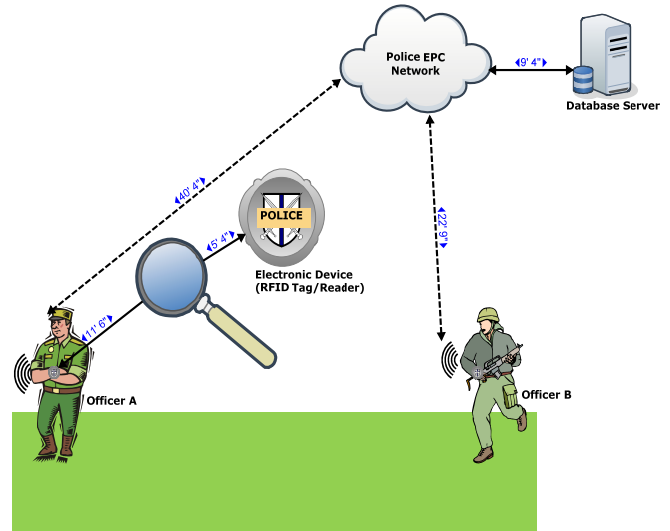 Police EPC
Network
9' 4"
Database Server
40' 4"
POLICE
5' 4"
22' 9"
Electronic Device
(RFID Tag/Reader)
11' 6"
Officer A
Officer B